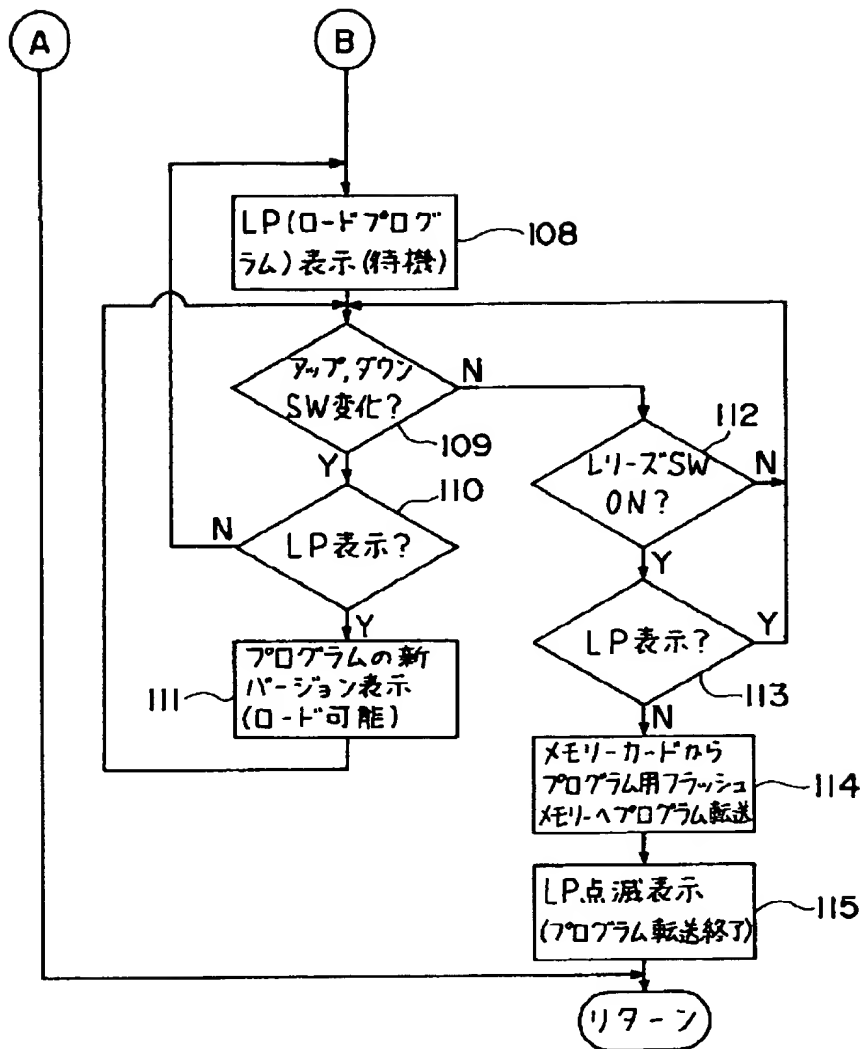 A
B
LP(ロードプログ
ラム)表示(待機)
108
アップ,ダウン
SW変化?
N
109
Y
112
レリーズSW
ON?
N
110
N
LP表示?
Y
Y
LP表示?
Y
113
111
プログラムの新
バージョン表示
(ロード可能)
N
メモリーカードから
プログラム用フラッシュ
メモリーへプログラム転送
114
LP点滅表示
(プログラム転送終了)
115
リターン